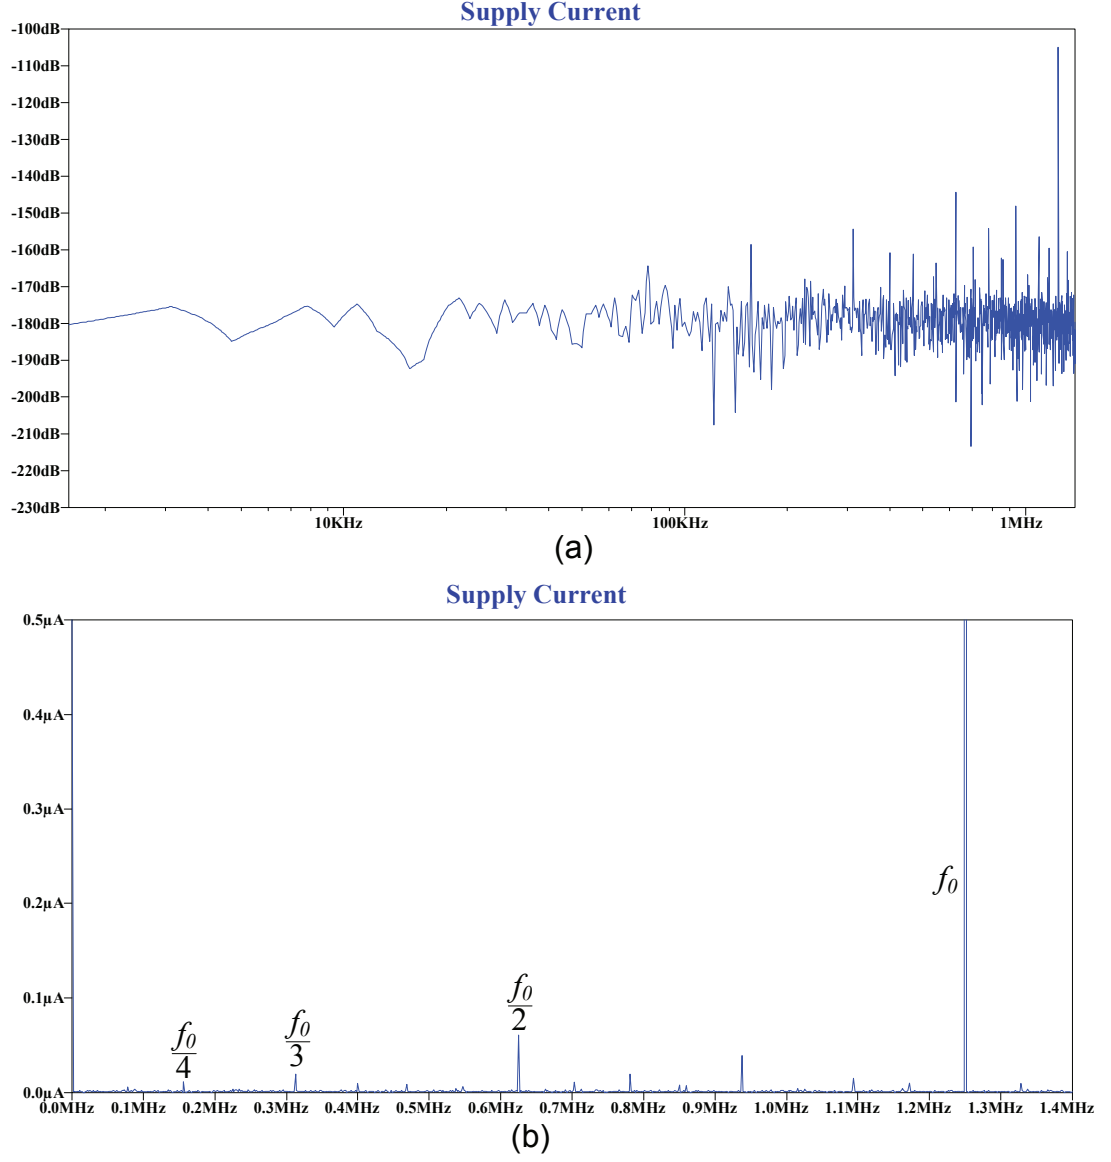 Supply Current
-100dB
-110dB
-120dB
-130dB
-140dB
-150dB
-160dB
-170dB
-180dB
-190dB
-200dB
-210dB
-220dB
-230dB
10KHz 100KHz 1MHz
(a)
Supply Current
0.5µA
0.4µA
0.3µA
0.2µA
0.1µA
0.0µA
f0/4
f0/3
f0/2
f0
0.0MHz 0.1MHz 0.2MHz 0.3MHz 0.4MHz 0.5MHz 0.6MHz 0.7MHz 0.8MHz 0.9MHz 1.0MHz 1.1MHz 1.2MHz 1.3MHz 1.4MHz
(b)